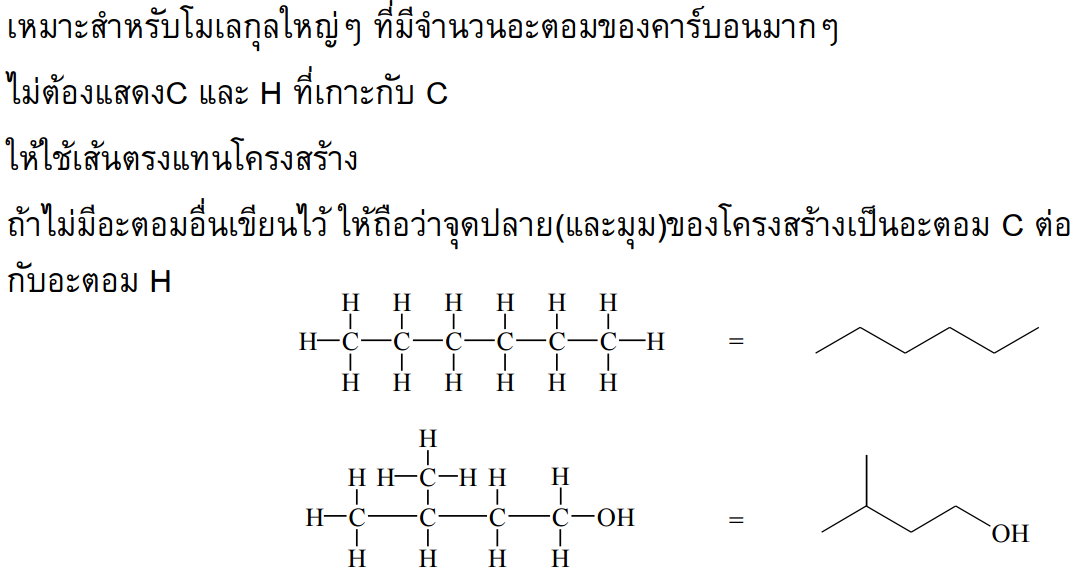 เหมาะสำหรับโมเลกุลใหญ่ๆ ที่มีจำนวนอะตอมของคาร์บอนมากๆ
ไม่ต้องแสดงC และ H ที่เกาะกับ C
ให้ใช้เส้นตรงแทนโครงสร้าง
ถ้าไม่มีอะตอมอื่นเขียนไว้ ให้ถือว่าจุดปลาย(และมุม)ของโครงสร้างเป็นอะตอม C ต่อ
กับอะตอม H
H H H H H H
H C C C C C C H =
H H H H H H
H
H H C H H H
H C C C C OH = OH
H H H H